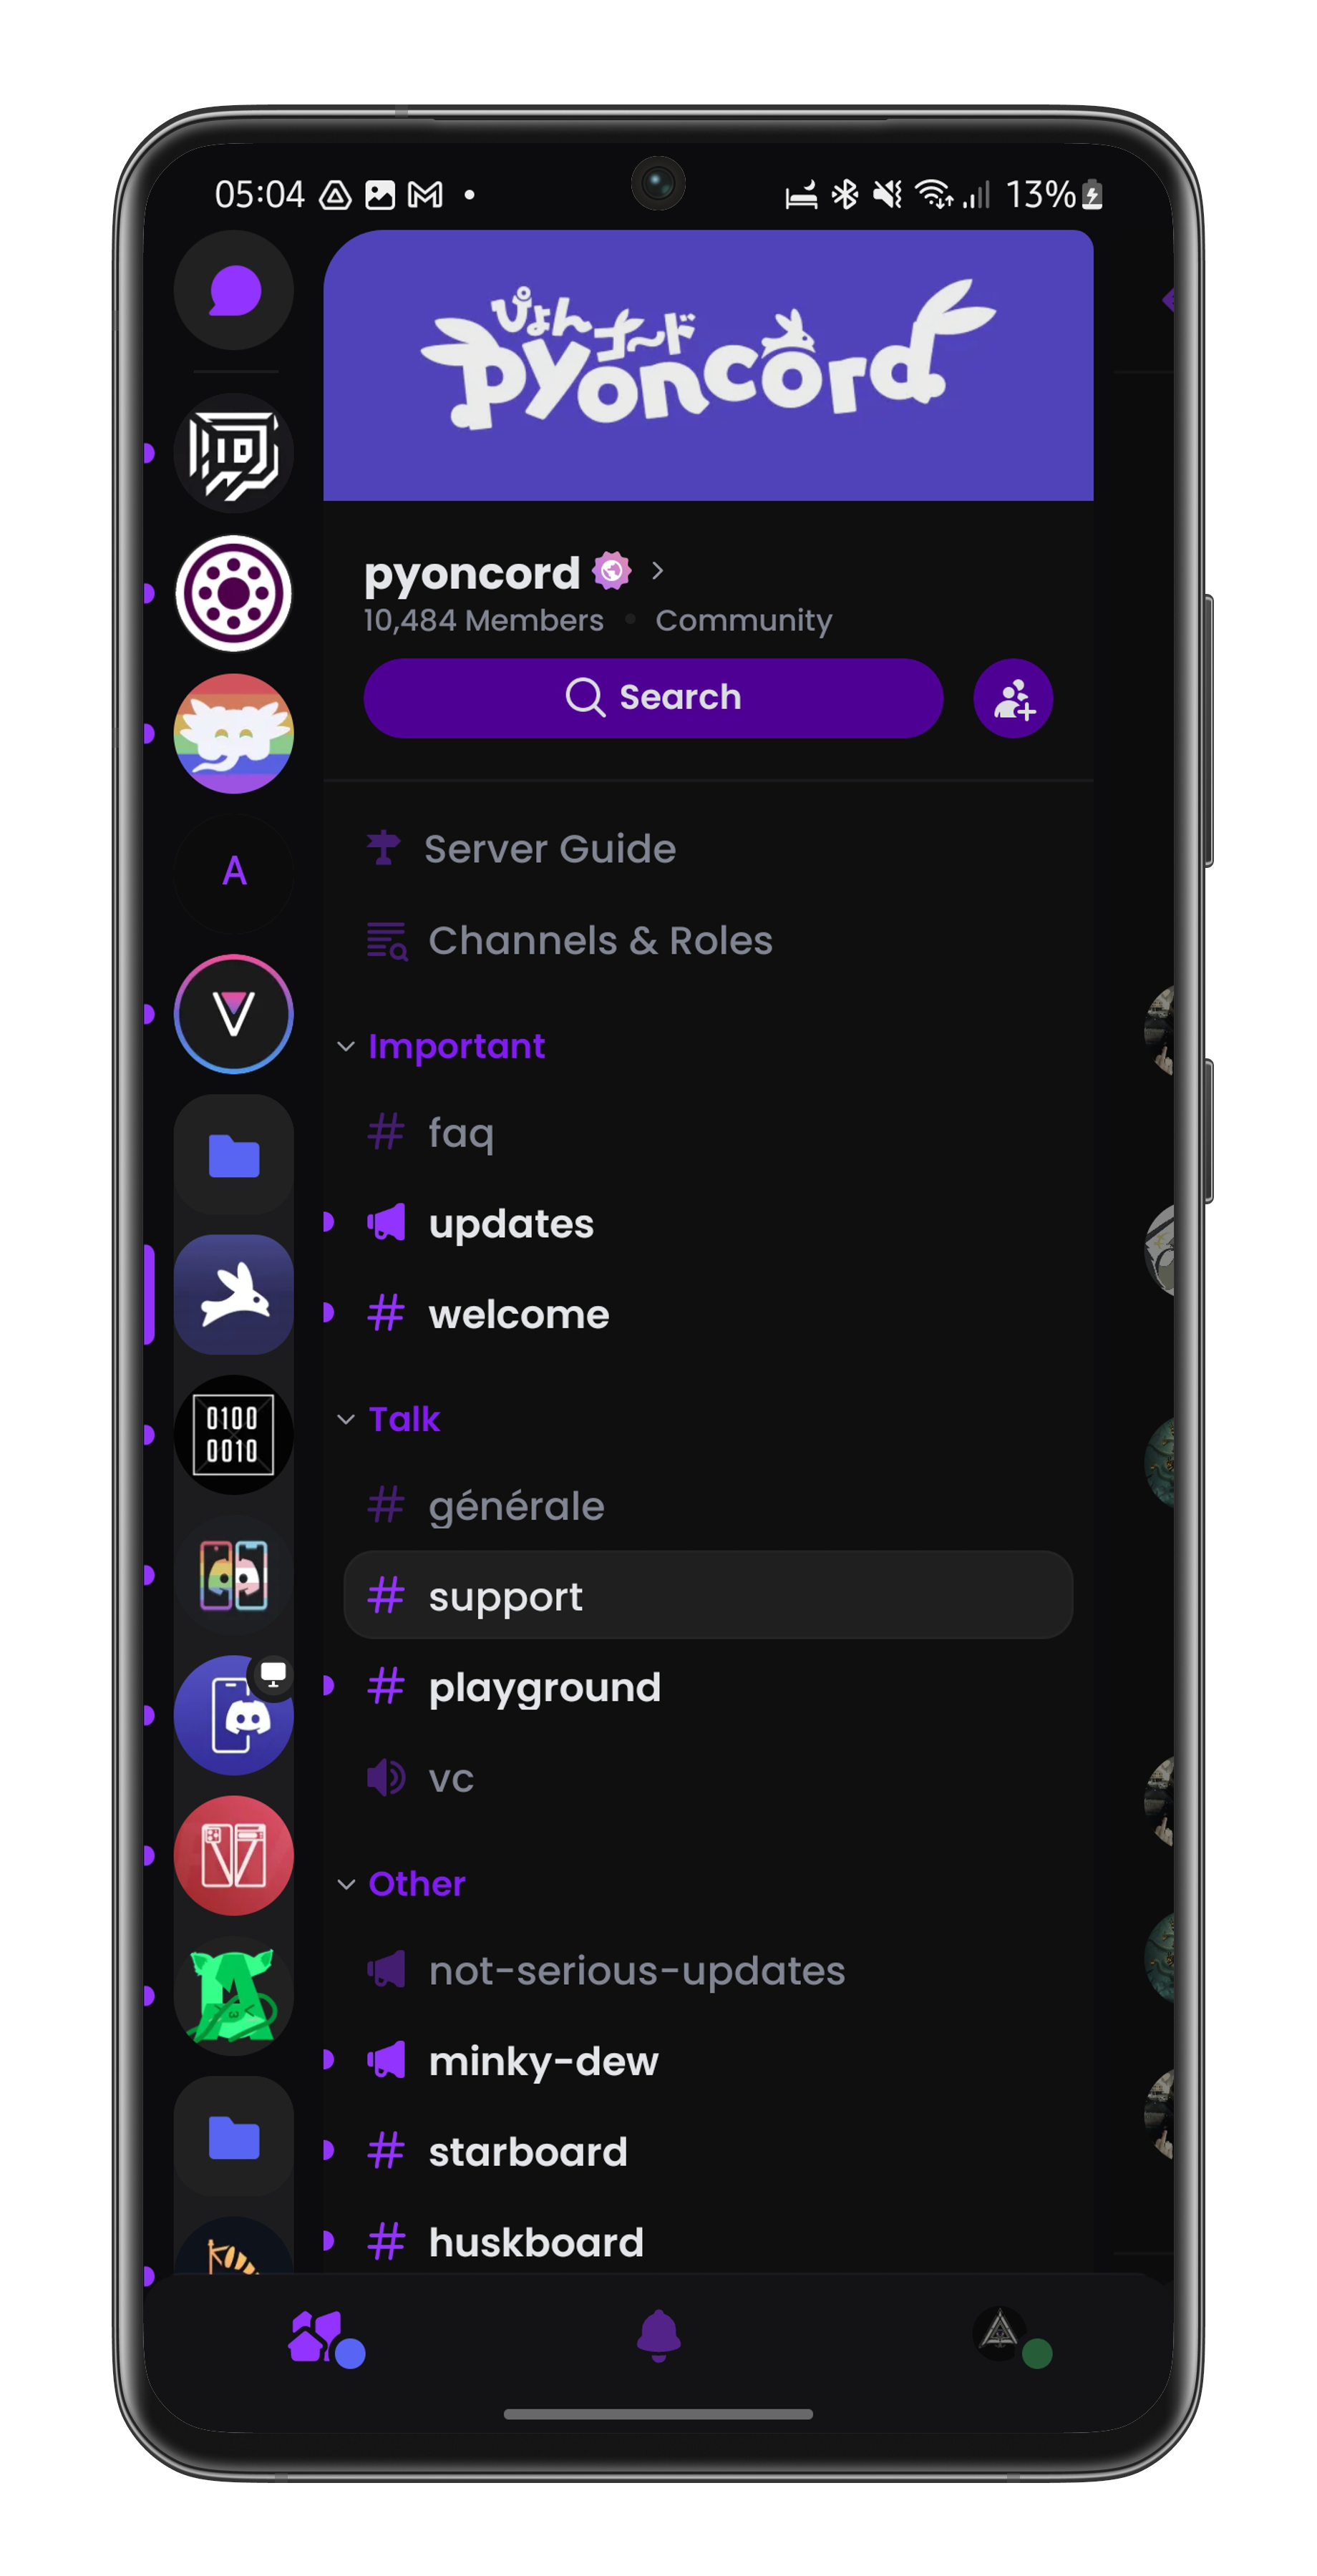 05:04
13%
ぴょんコード
pyoncord
pyoncord
10,484 Members • Community
Search
Server Guide
A
Channels & Roles
Important
faq
updates
welcome
0100
0010
Talk
générale
support
playground
vc
Other
not-serious-updates
minky-dew
starboard
huskboard